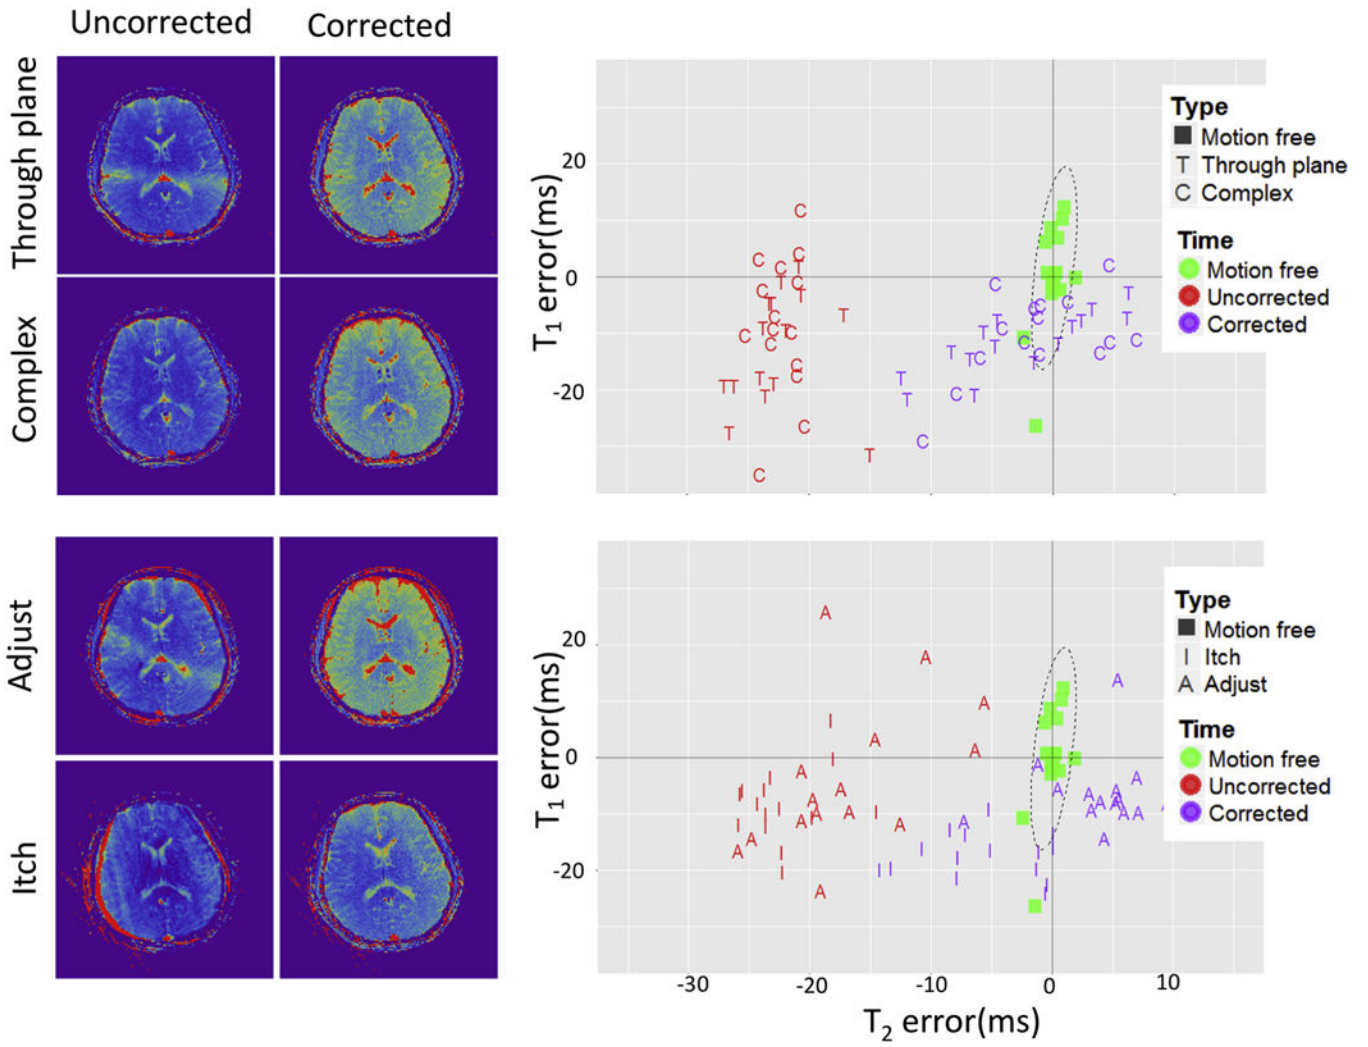 Uncorrected Corrected
Through plane
Complex
Adjust
Itch
T1 error(ms)
20
0
-20
Type
Motion free
T Through plane
C Complex
Time
Motion free
Uncorrected
Corrected
T1 error(ms)
20
0
-20
Type
Motion free
I Itch
A Adjust
Time
Motion free
Uncorrected
Corrected
-30 -20 -10 0 10
T2 error(ms)